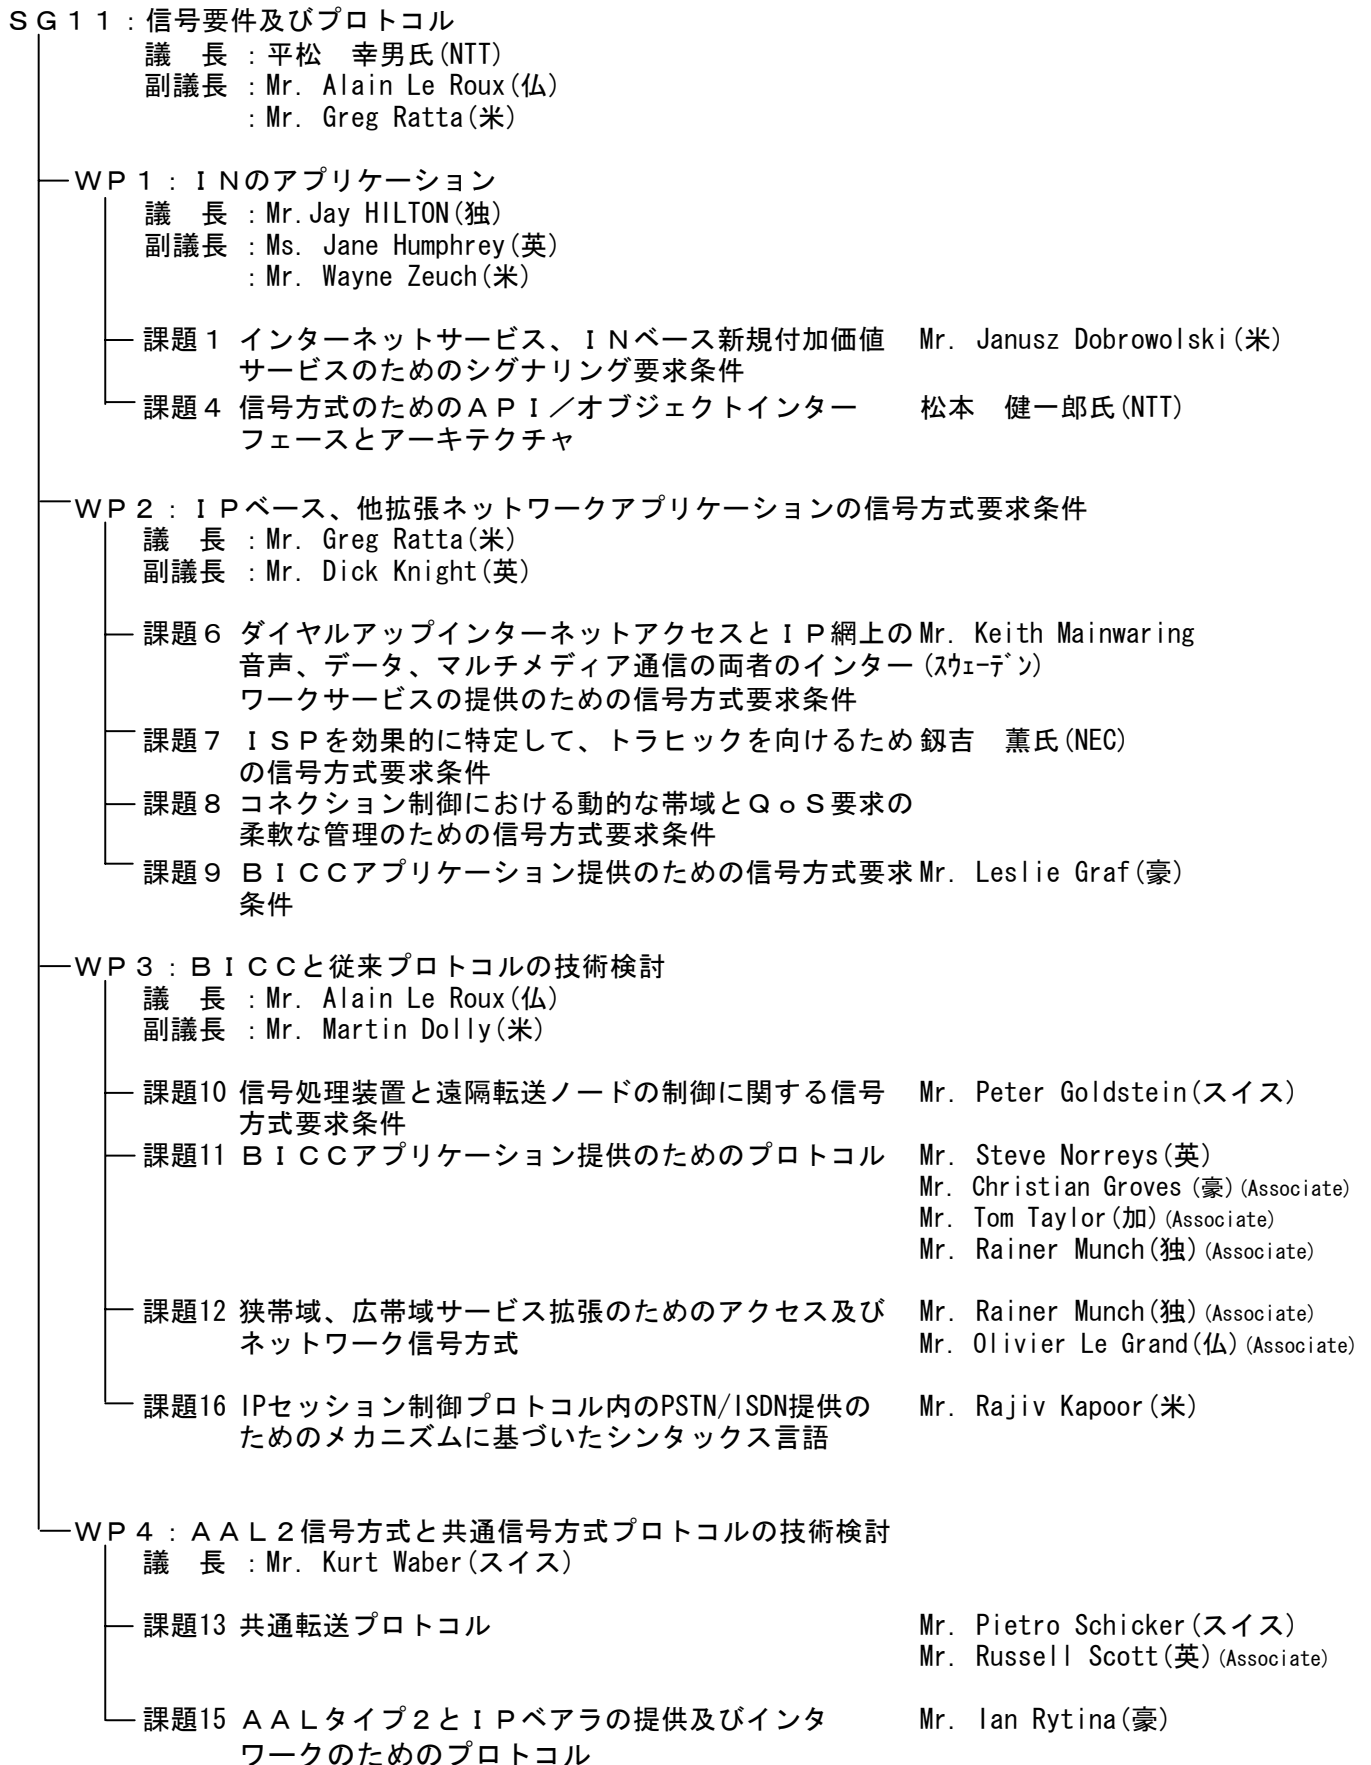 ＳＧ１１：信号要件及びプロトコル
議　長 ：平松　幸男氏(NTT)
副議長 ：Mr. Alain Le Roux(仏)
：Mr. Greg Ratta(米)
ＷＰ１：ＩＮのアプリケーション
議　長 ：Mr.Jay HILTON(独)
副議長 ：Ms. Jane Humphrey(英)
：Mr. Wayne Zeuch(米)
課題１ インターネットサービス、ＩＮベース新規付加価値 Mr. Janusz Dobrowolski(米)
サービスのためのシグナリング要求条件
課題４ 信号方式のためのＡＰＩ／オブジェクトインター 松本　健一郎氏(NTT)
フェースとアーキテクチャ
ＷＰ２：ＩＰベース、他拡張ネットワークアプリケーションの信号方式要求条件
議　長 ：Mr. Greg Ratta(米)
副議長 ：Mr. Dick Knight(英)
課題６ ダイヤルアップインターネットアクセスとＩＰ網上の Mr. Keith Mainwaring
音声、データ、マルチメディア通信の両者のインター (ｽｳｪｰﾃﾞﾝ)
ワークサービスの提供のための信号方式要求条件
課題７ ＩＳＰを効果的に特定して、トラヒックを向けるため 釼吉　薫氏(NEC)
の信号方式要求条件
課題８ コネクション制御における動的な帯域とＱｏＳ要求の
柔軟な管理のための信号方式要求条件
課題９ ＢＩＣＣアプリケーション提供のための信号方式要求 Mr. Leslie Graf(豪)
条件
ＷＰ３：ＢＩＣＣと従来プロトコルの技術検討
議　長 ：Mr. Alain Le Roux(仏)
副議長 ：Mr. Martin Dolly(米)
課題10 信号処理装置と遠隔転送ノードの制御に関する信号 Mr. Peter Goldstein(スイス)
方式要求条件
課題11 ＢＩＣＣアプリケーション提供のためのプロトコル Mr. Steve Norreys(英)
Mr. Christian Groves(豪)(Associate)
Mr. Tom Taylor(加)(Associate)
Mr. Rainer Munch(独)(Associate)
課題12 狭帯域、広帯域サービス拡張のためのアクセス及び Mr. Rainer Munch(独)(Associate)
ネットワーク信号方式 Mr. Olivier Le Grand(仏)(Associate)
課題16 IPセッション制御プロトコル内のPSTN/ISDN提供の Mr. Rajiv Kapoor(米)
ためのメカニズムに基づいたシンタックス言語
ＷＰ４：ＡＡＬ２信号方式と共通信号方式プロトコルの技術検討
議　長 ：Mr. Kurt Waber(スイス)
課題13 共通転送プロトコル Mr. Pietro Schicker(スイス)
Mr. Russell Scott(英)(Associate)
課題15 ＡＡＬタイプ２とＩＰベアラの提供及びインタ Mr. Ian Rytina(豪)
ワークのためのプロトコル